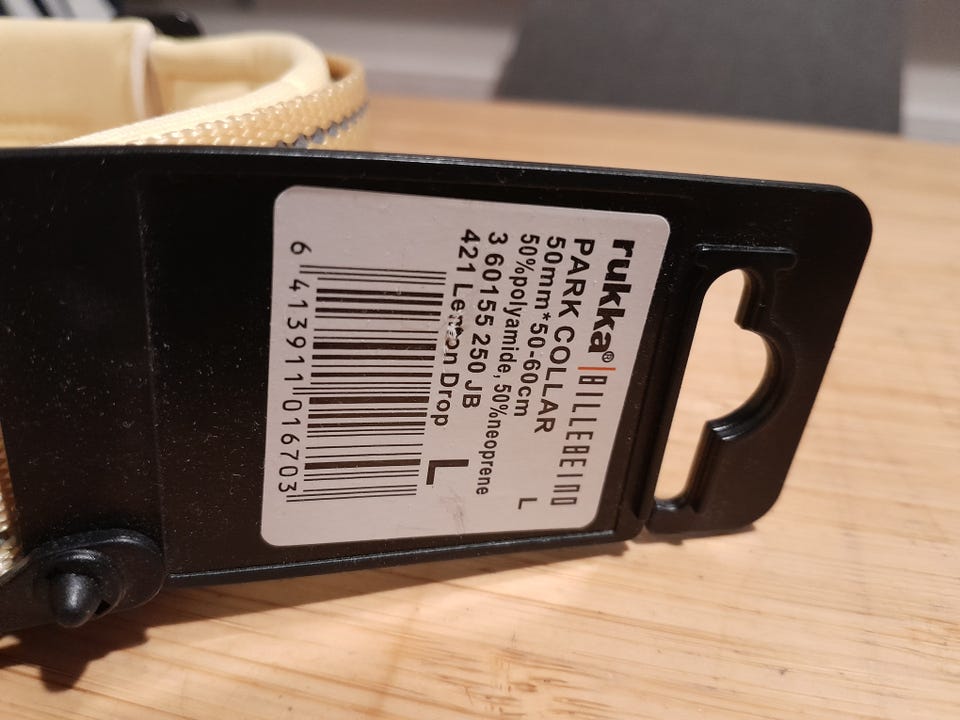 rukka® | BILLEBEINO
PARK COLLAR
50mm*50-60cm L
50%polyamide, 50%neoprene
3 60155 250 JB
421 Lemon Drop L
6 413911 016703